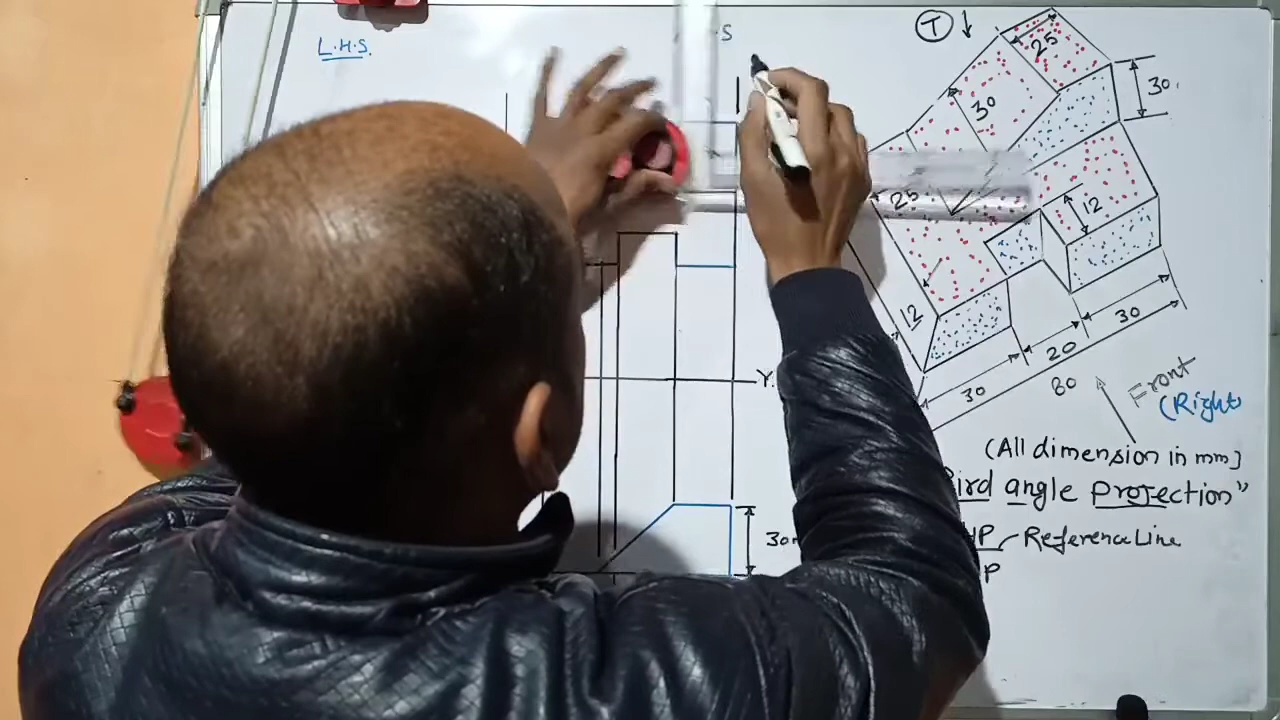 L.H.S.
S
T
25
30
30
25
12
12
30
20
30
80
Front
(Right)
(All dimension in mm)
angle Projection"
HP Reference Line
P
Y
30